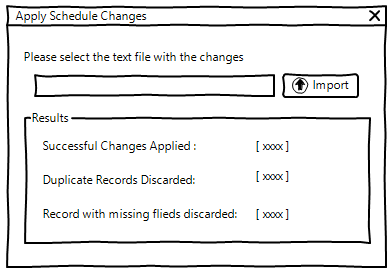 Apply Schedule Changes
Please select the text file with the changes
Import
Results
Successful Changes Applied : [ xxxx ]
Duplicate Records Discarded: [ xxxx ]
Record with missing flieds discarded: [ xxxx ]